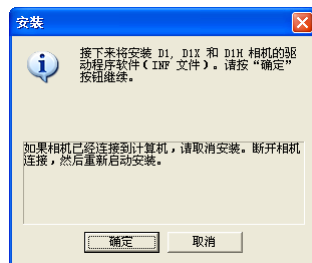 安装
接下来将安装 D1, D1X 和 D1H 相机的驱
动程序软件(INF 文件)。请按“确定”
按钮继续。
如果相机已经连接到计算机，请取消安装。断开相机
连接，然后重新启动安装。
确定
取消